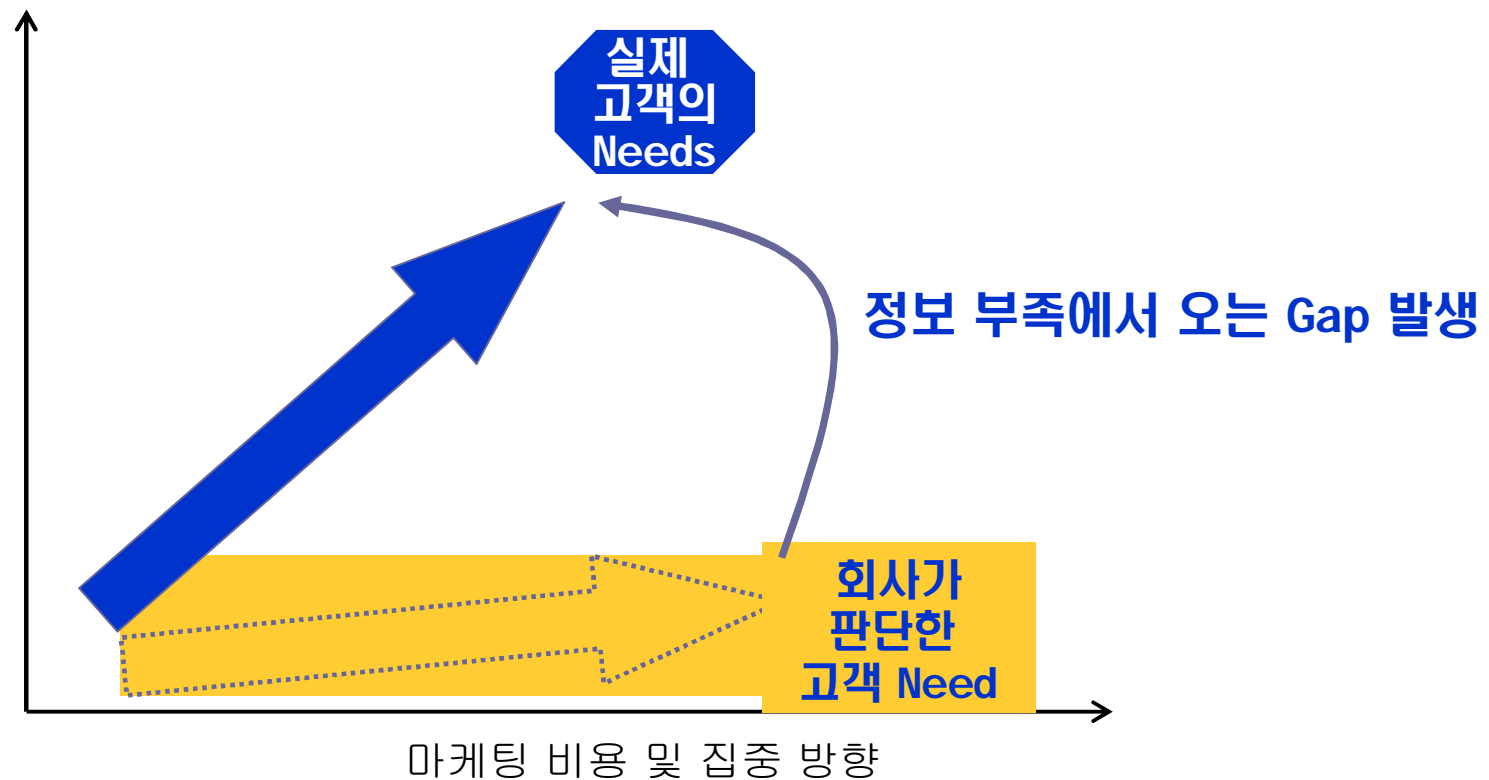 실제
고객의
Needs
정보 부족에서 오는 Gap 발생
회사가
판단한
고객 Need
마케팅 비용 및 집중 방향